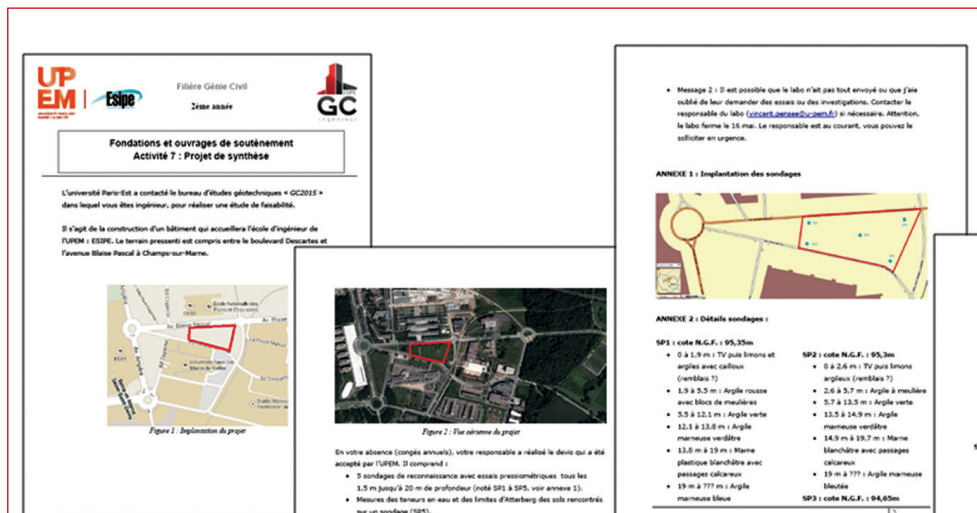 UP
EM
UNIVERSITÉ PARIS-EST
Esipe
Filière Génie Civil
2ème année
GC
ingénieur
Fondations et ouvrages de soutènement
Activité 7 : Projet de synthèse
L'université Paris-Est a contacté le bureau d'études géotechniques « GC2015 »
dans lequel vous êtes ingénieur, pour réaliser une étude de faisabilité.
Il s'agit de la construction d'un bâtiment qui accueillera l'école d'ingénieur de
l'UPEM : ESIPE. Le terrain pressenti est compris entre le boulevard Descartes et
l'avenue Blaise Pascal à Champs-sur-Marne.
Figure 1 : Implantation du projet
Figure 2 : Vue aérienne du projet
En votre absence (congés annuels), votre responsable a réalisé le devis qui a été
accepté par l'UPEM. Il comprend :
• 5 sondages de reconnaissance avec essais pressiométriques tous les
1,5 m jusqu'à 20 m de profondeur (noté SP1 à SP5, voir annexe 1).
• Mesures des teneurs en eau et des limites d'Atterberg des sols rencontrés
sur un sondage (SP5).
• Message 2 : Il est possible que le labo n'ait pas tout envoyé ou que j'aie
oublié de leur demander des essais ou des investigations. Contacter le
responsable du labo (vincent.pensee@u-pem.fr) si nécessaire. Attention,
le labo ferme le 16 mai. Le responsable est au courant, vous pouvez le
solliciter en urgence.
ANNEXE 1 : Implantation des sondages
ANNEXE 2 : Détails sondages :
SP1 : cote N.G.F. : 95,35m
• 0 à 1,9 m : TV puis limons et
argiles avec cailloux
(remblais ?)
• 1,9 à 5,5 m : Argile rousse
avec blocs de meulières
• 5,5 à 12,1 m : Argile verte
• 12,1 à 13,8 m : Argile
marneuse verdâtre
• 13,8 m à 19 m : Marne
plastique blanchâtre avec
passages calcareux
• 19 m à ??? m : Argile
marneuse bleue
SP2 : cote N.G.F. : 95,3m
• 0 à 2,6 m : TV puis limons
argileux (remblais ?)
• 2,6 à 5,7 m : Argile à meulière
• 5,7 à 13,5 m : Argile verte
• 13,5 à 14,9 m : Argile
marneuse verdâtre
• 14,9 m à 19,7 m : Marne
blanchâtre avec passages
calcareux
• 19 m à ??? m : Argile marneuse
bleutée
SP3 : cote N.G.F. : 94,65m